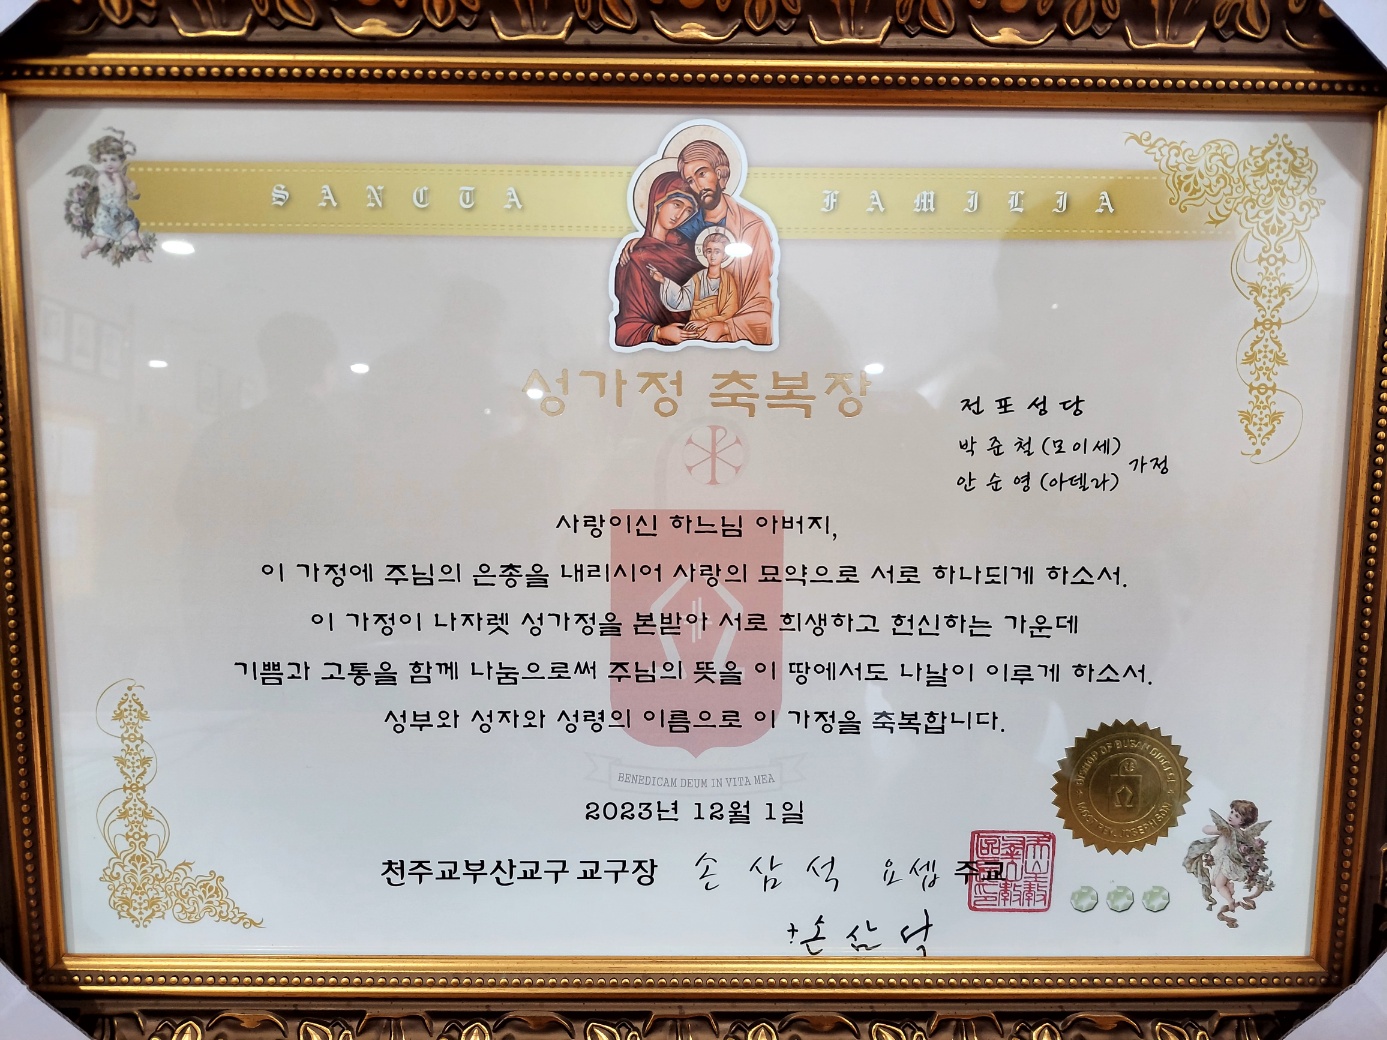 SANCTA FAMILIA
성가정 축복장
전포성당
박준철(모이세)
안순영(아델라) 가정
사랑이신 하느님 아버지,
이 가정에 주님의 은총을 내리시어 사랑의 묘약으로 서로 하나되게 하소서.
이 가정이 나자렛 성가정을 본받아 서로 희생하고 헌신하는 가운데
기쁨과 고통을 함께 나눔으로써 주님의 뜻을 이 땅에서도 나날이 이루게 하소서.
성부와 성자와 성령의 이름으로 이 가정을 축복합니다.
BENEDICAM DEUM IN VITA MEA
2023년 12월 1일
천주교부산교구 교구장 손삼석 요셉 주교
+손삼석